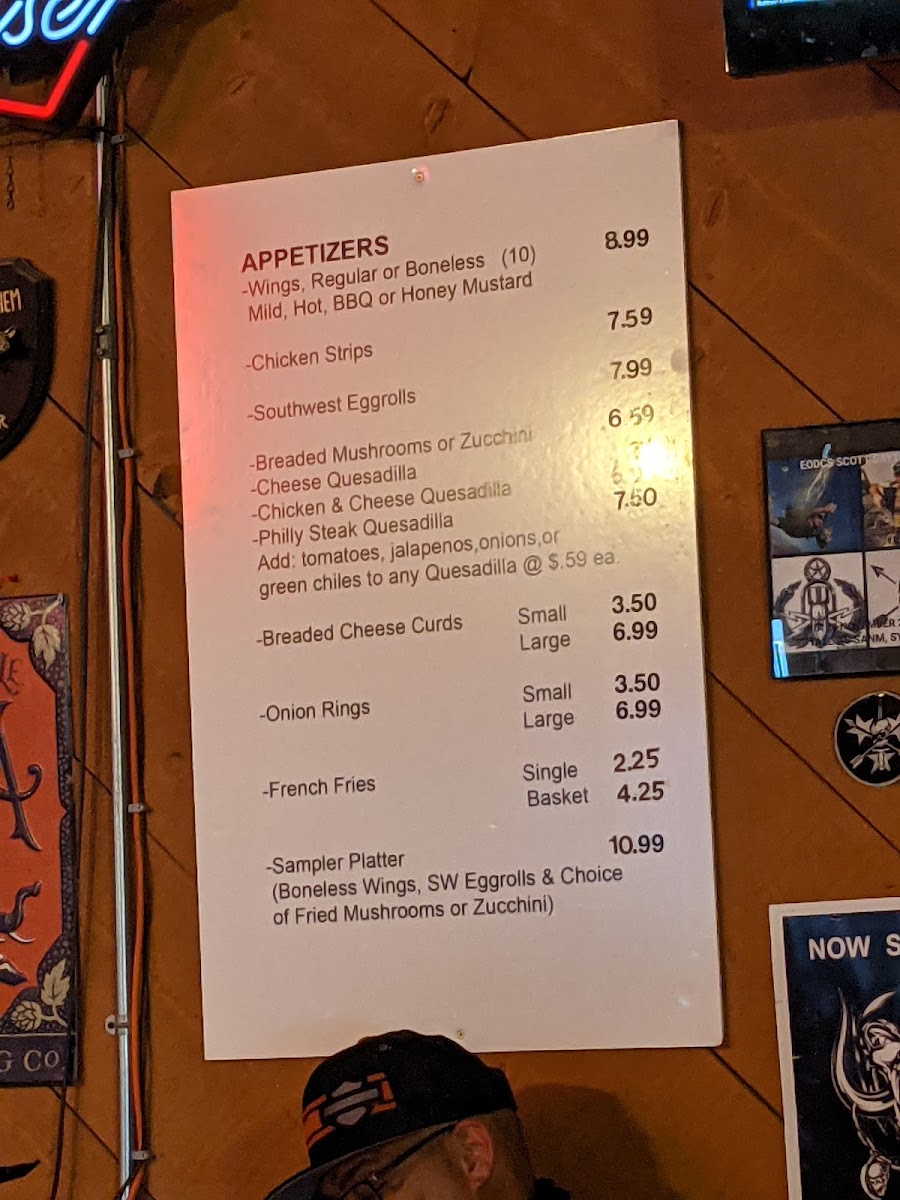 APPETIZERS
-Wings, Regular or Boneless (10) 8.99
Mild, Hot, BBQ or Honey Mustard
-Chicken Strips 7.59
-Southwest Eggrolls 7.99
-Breaded Mushrooms or Zucchini 6.59
-Cheese Quesadilla
-Chicken & Cheese Quesadilla
-Philly Steak Quesadilla 7.50
Add: tomatoes, jalapenos,onions,or
green chiles to any Quesadilla @ $.59 ea.
-Breaded Cheese Curds Small 3.50
Large 6.99
-Onion Rings Small 3.50
Large 6.99
-French Fries Single 2.25
Basket 4.25
-Sampler Platter 10.99
(Boneless Wings, SW Eggrolls & Choice
of Fried Mushrooms or Zucchini)
EODCS SCOTT
NOW S
G CO